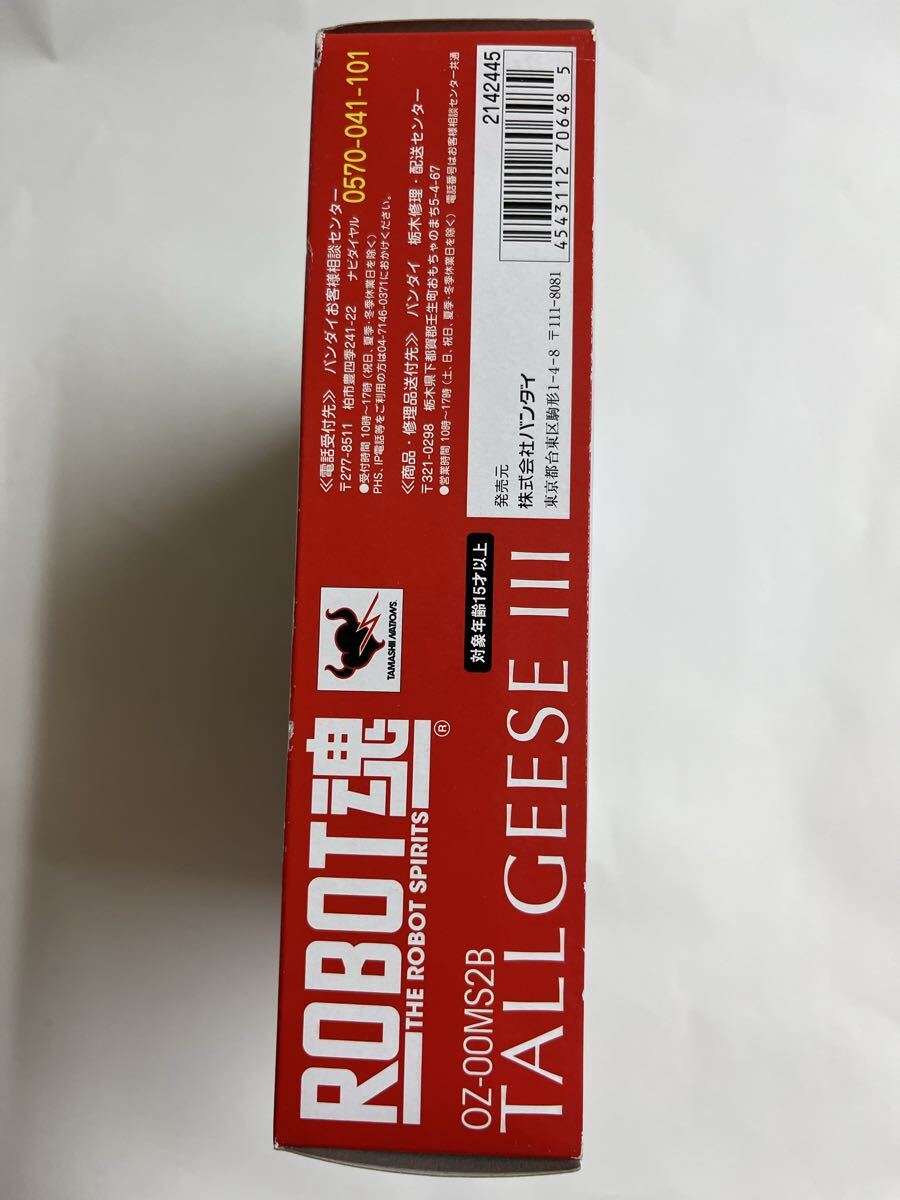 ROBOT魂
THE ROBOT SPIRITS
®
TAMASHII NATIONS
OZ-00MS2B
TALLGEESE III
対象年齢15才以上
≪電話受付先≫ バンダイお客様相談センター
〒277-8511 柏市豊四季241-22 ナビダイヤル 0570-041-101
●受付時間 10時〜17時(祝日、夏季・冬季休業日を除く)
PHS、IP電話等をご利用の方は04-7146-0371におかけください。
≪商品・修理品送付先≫ バンダイ 栃木修理・配送センター
〒321-0298 栃木県下都賀郡壬生町おもちゃのまち5-4-67
●営業時間 10時〜17時(土、日、祝日、夏季・冬季休業日を除く) 電話番号はお客様相談センター共通
発売元
株式会社バンダイ
東京都台東区駒形1-4-8 〒111-8081
2142445
4543112 70648 5